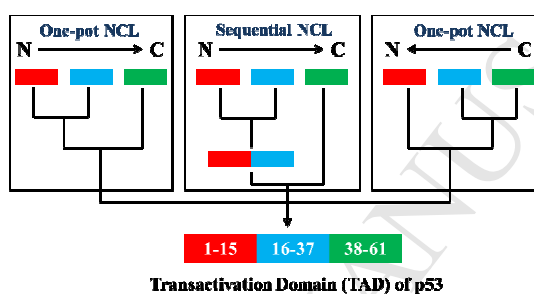 One-pot NCL
N C
Sequential NCL
N C
One-pot NCL
N C
1-15 16-37 38-61
Transactivation Domain (TAD) of p53
ANUS